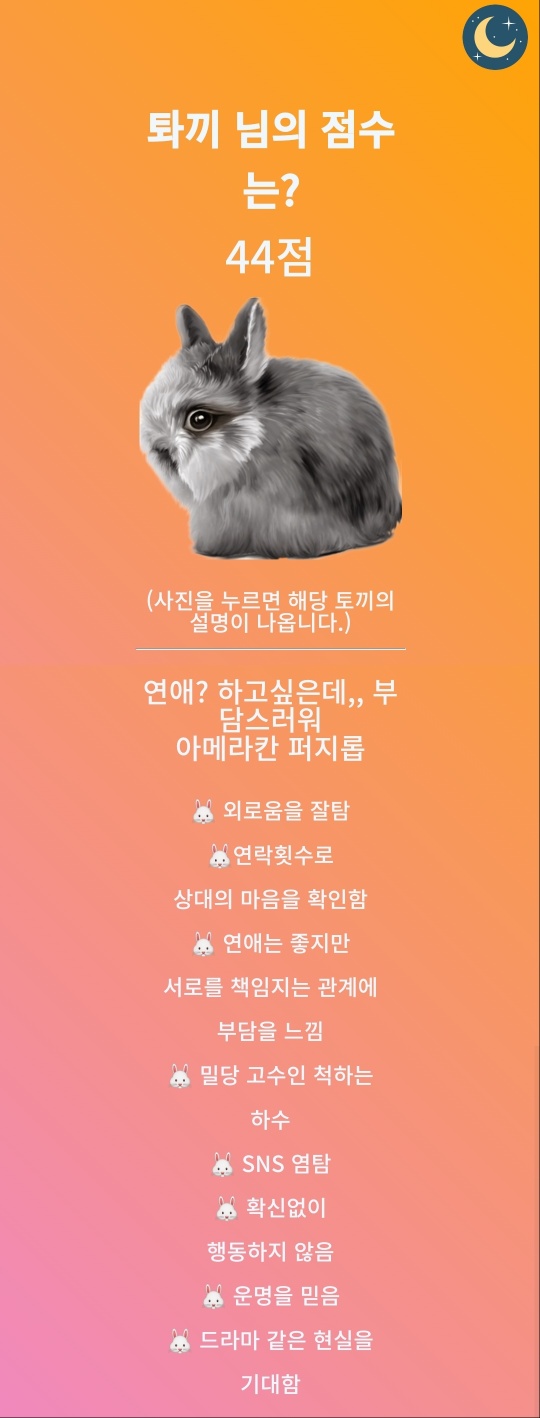 퇘끼 님의 점수
는?
44점
(사진을 누르면 해당 토끼의
설명이 나옵니다.)
연애? 하고싶은데,, 부
담스러워
아메라칸 퍼지롭
🐰 외로움을 잘탐
🐰연락횟수로
상대의 마음을 확인함
🐰 연애는 좋지만
서로를 책임지는 관계에
부담을 느낌
🐰 밀당 고수인 척하는
하수
🐰 SNS 염탐
🐰 확신없이
행동하지 않음
🐰 운명을 믿음
🐰 드라마 같은 현실을
기대함